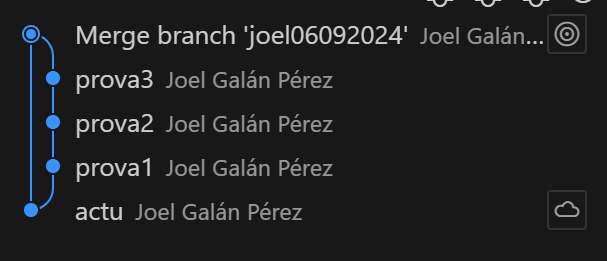 Merge branch 'joel06092024' Joel Galán...
prova3 Joel Galán Pérez
prova2 Joel Galán Pérez
prova1 Joel Galán Pérez
actu Joel Galán Pérez